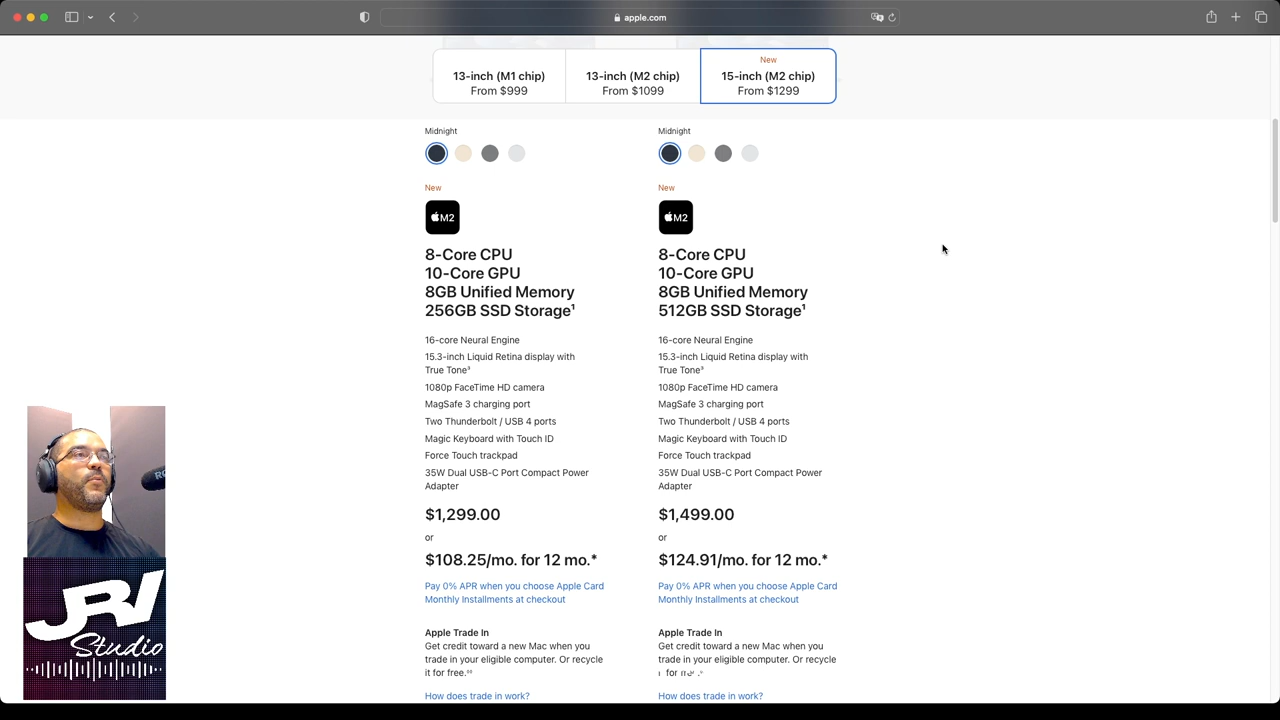 apple.com
New
13-inch (M1 chip)
From $999
13-inch (M2 chip)
From $1099
15-inch (M2 chip)
From $1299
Midnight
New
M2
8-Core CPU
10-Core GPU
8GB Unified Memory
256GB SSD Storage¹
16-core Neural Engine
15.3-inch Liquid Retina display with
True Tone³
1080p FaceTime HD camera
MagSafe 3 charging port
Two Thunderbolt / USB 4 ports
Magic Keyboard with Touch ID
Force Touch trackpad
35W Dual USB-C Port Compact Power
Adapter
$1,299.00
or
$108.25/mo. for 12 mo.*
Pay 0% APR when you choose Apple Card
Monthly Installments at checkout
Apple Trade In
Get credit toward a new Mac when you
trade in your eligible computer. Or recycle
it for free.
How does trade in work?
Midnight
New
M2
8-Core CPU
10-Core GPU
8GB Unified Memory
512GB SSD Storage¹
16-core Neural Engine
15.3-inch Liquid Retina display with
True Tone³
1080p FaceTime HD camera
MagSafe 3 charging port
Two Thunderbolt / USB 4 ports
Magic Keyboard with Touch ID
Force Touch trackpad
35W Dual USB-C Port Compact Power
Adapter
$1,499.00
or
$124.91/mo. for 12 mo.*
Pay 0% APR when you choose Apple Card
Monthly Installments at checkout
Apple Trade In
Get credit toward a new Mac when you
trade in your eligible computer. Or recycle
for
How does trade in work?
JRV
Studio